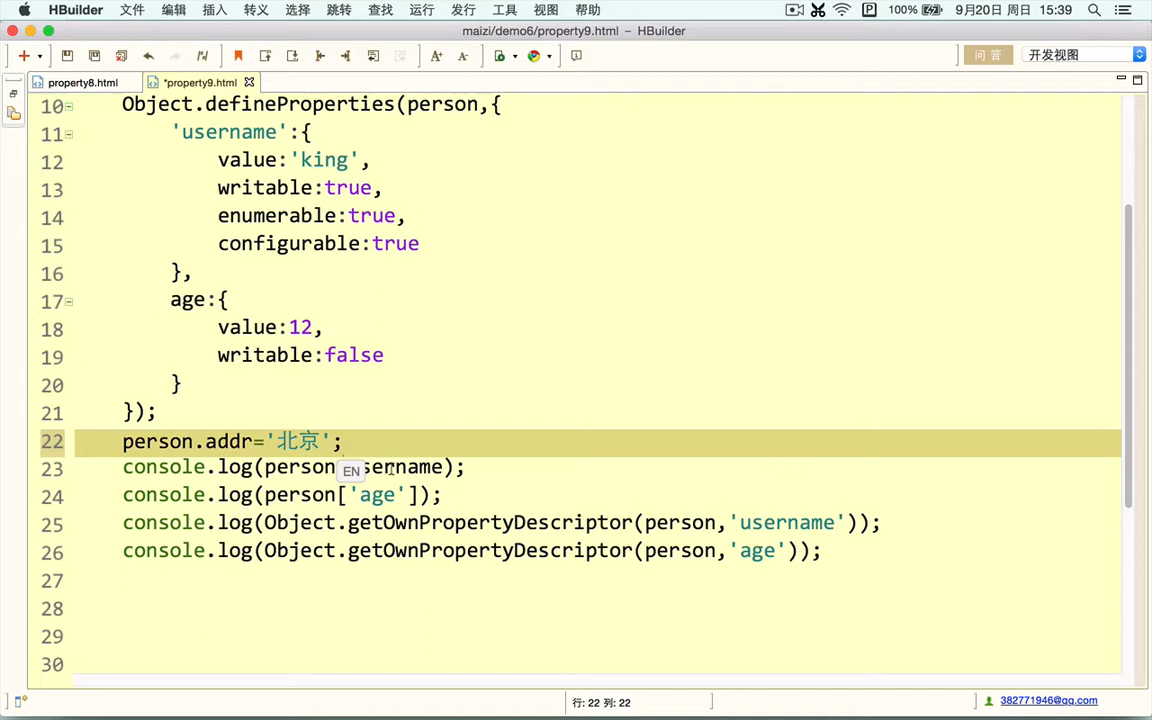 HBuilder 文件 编辑 插入 转义 选择 跳转 查找 运行 发行 工具 视图 帮助 100% 9月20日 周日 15:39
maizi/demo6/property9.html – HBuilder
问答 开发视图
property8.html *property9.html
10 Object.defineProperties(person,{
11 'username':{
12 value:'king',
13 writable:true,
14 enumerable:true,
15 configurable:true
16 },
17 age:{
18 value:12,
19 writable:false
20 }
21 });
22 person.addr='北京';
23 console.log(person sername);
EN
24 console.log(person['age']);
25 console.log(Object.getOwnPropertyDescriptor(person,'username'));
26 console.log(Object.getOwnPropertyDescriptor(person,'age'));
27
28
29
30
行: 22 列: 22 382771946@qq.com